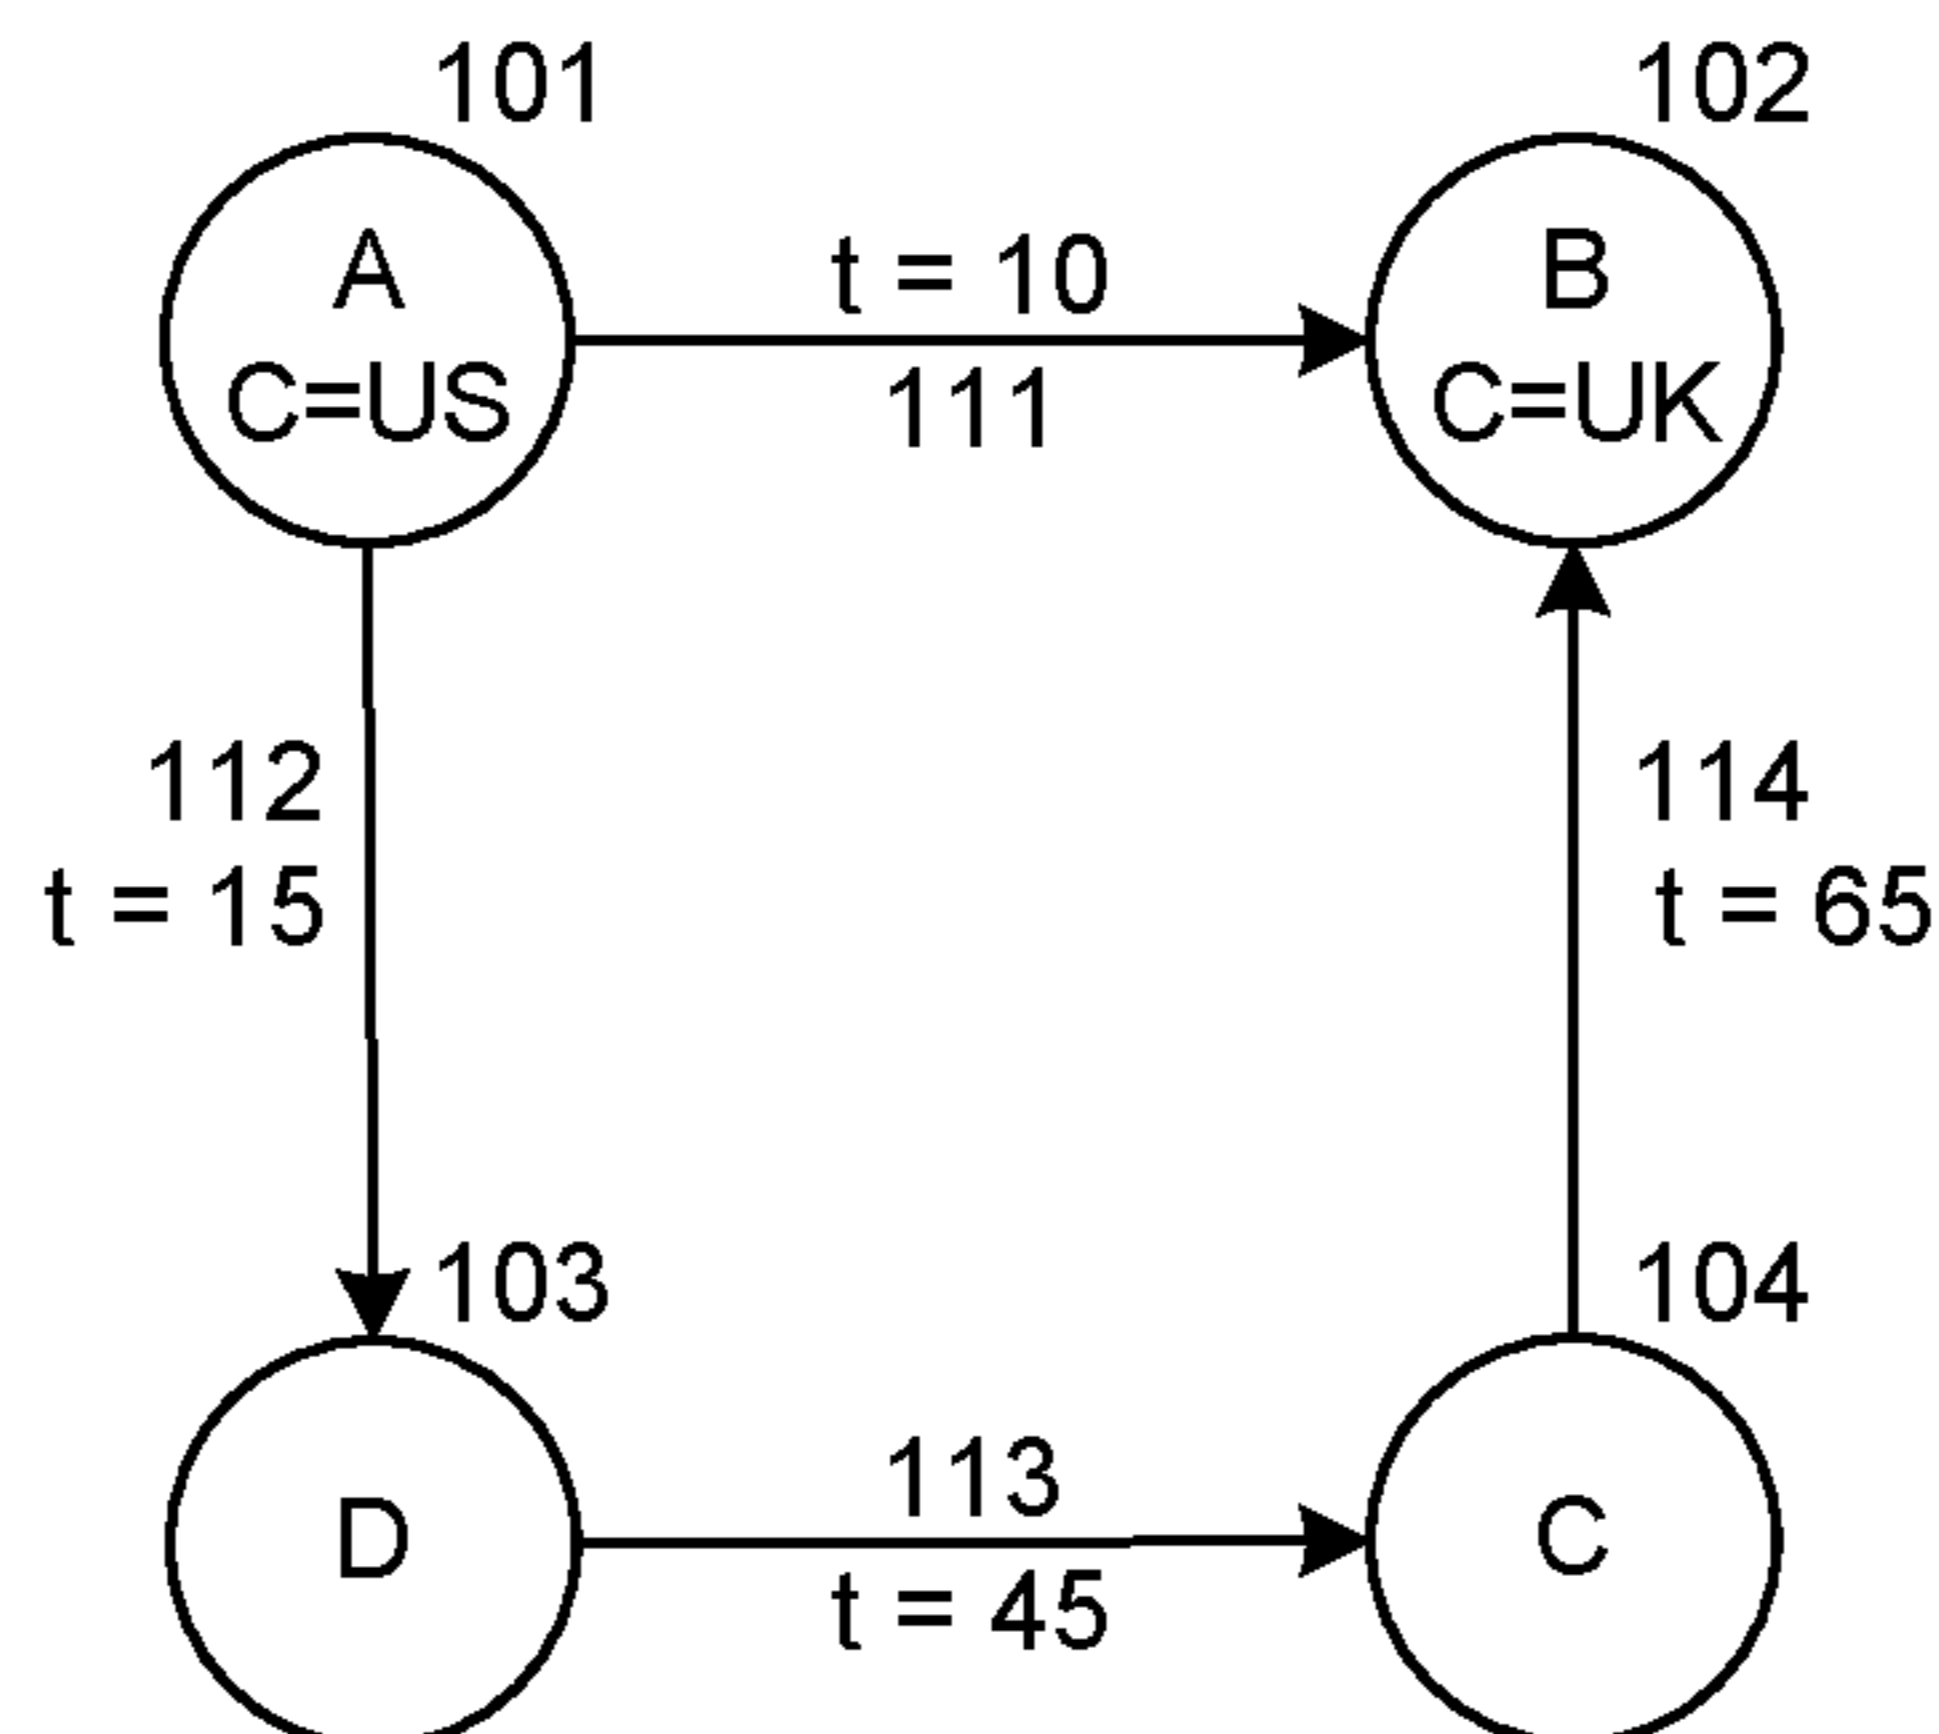 101
102
A
C=US
t = 10
111
B
C=UK
112
t = 15
114
t = 65
103
104
D
113
t = 45
C